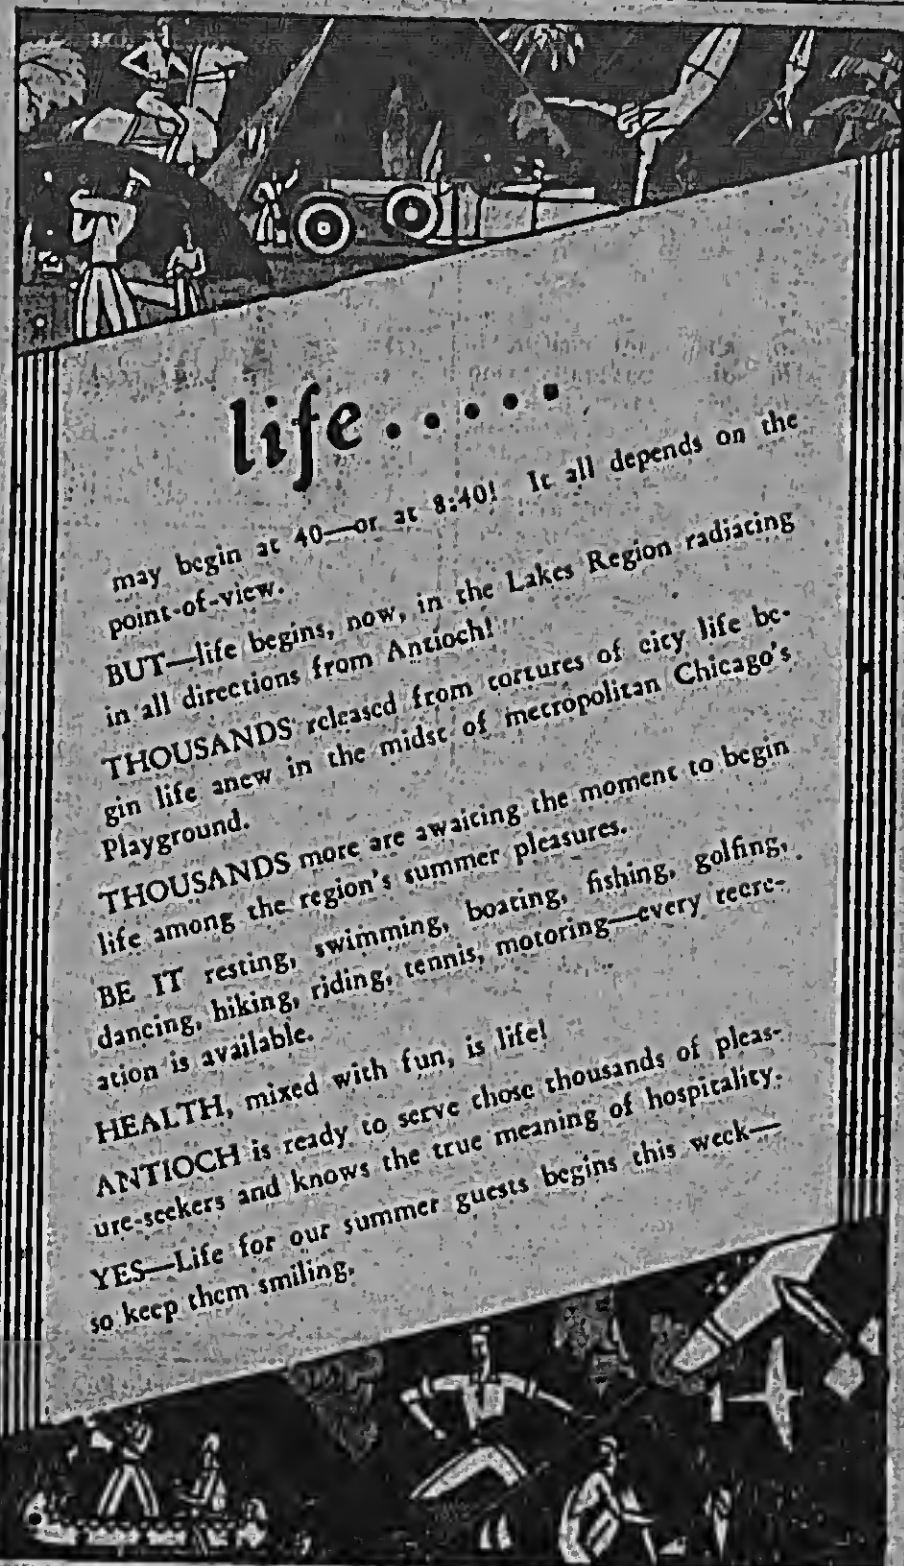 life.....
may begin at 40—or at 8:40! It all depends on the
point-of-view.
BUT—life begins, now, in the Lakes Region radiating
in all directions from Antioch!
THOUSANDS released from tortures of city life be-
gin life anew in the midst of metropolitan Chicago's
Playground.
THOUSANDS more are awaiting the moment to begin
life among the region's summer pleasures.
BE IT resting, swimming, boating, fishing, golfing,
dancing, hiking, riding, tennis, motoring—every recre-
ation is available.
HEALTH, mixed with fun, is life!
ANTIOCH is ready to serve those thousands of pleas-
ure-seekers and knows the true meaning of hospitality.
YES—Life for our summer guests begins this week—
so keep them smiling.